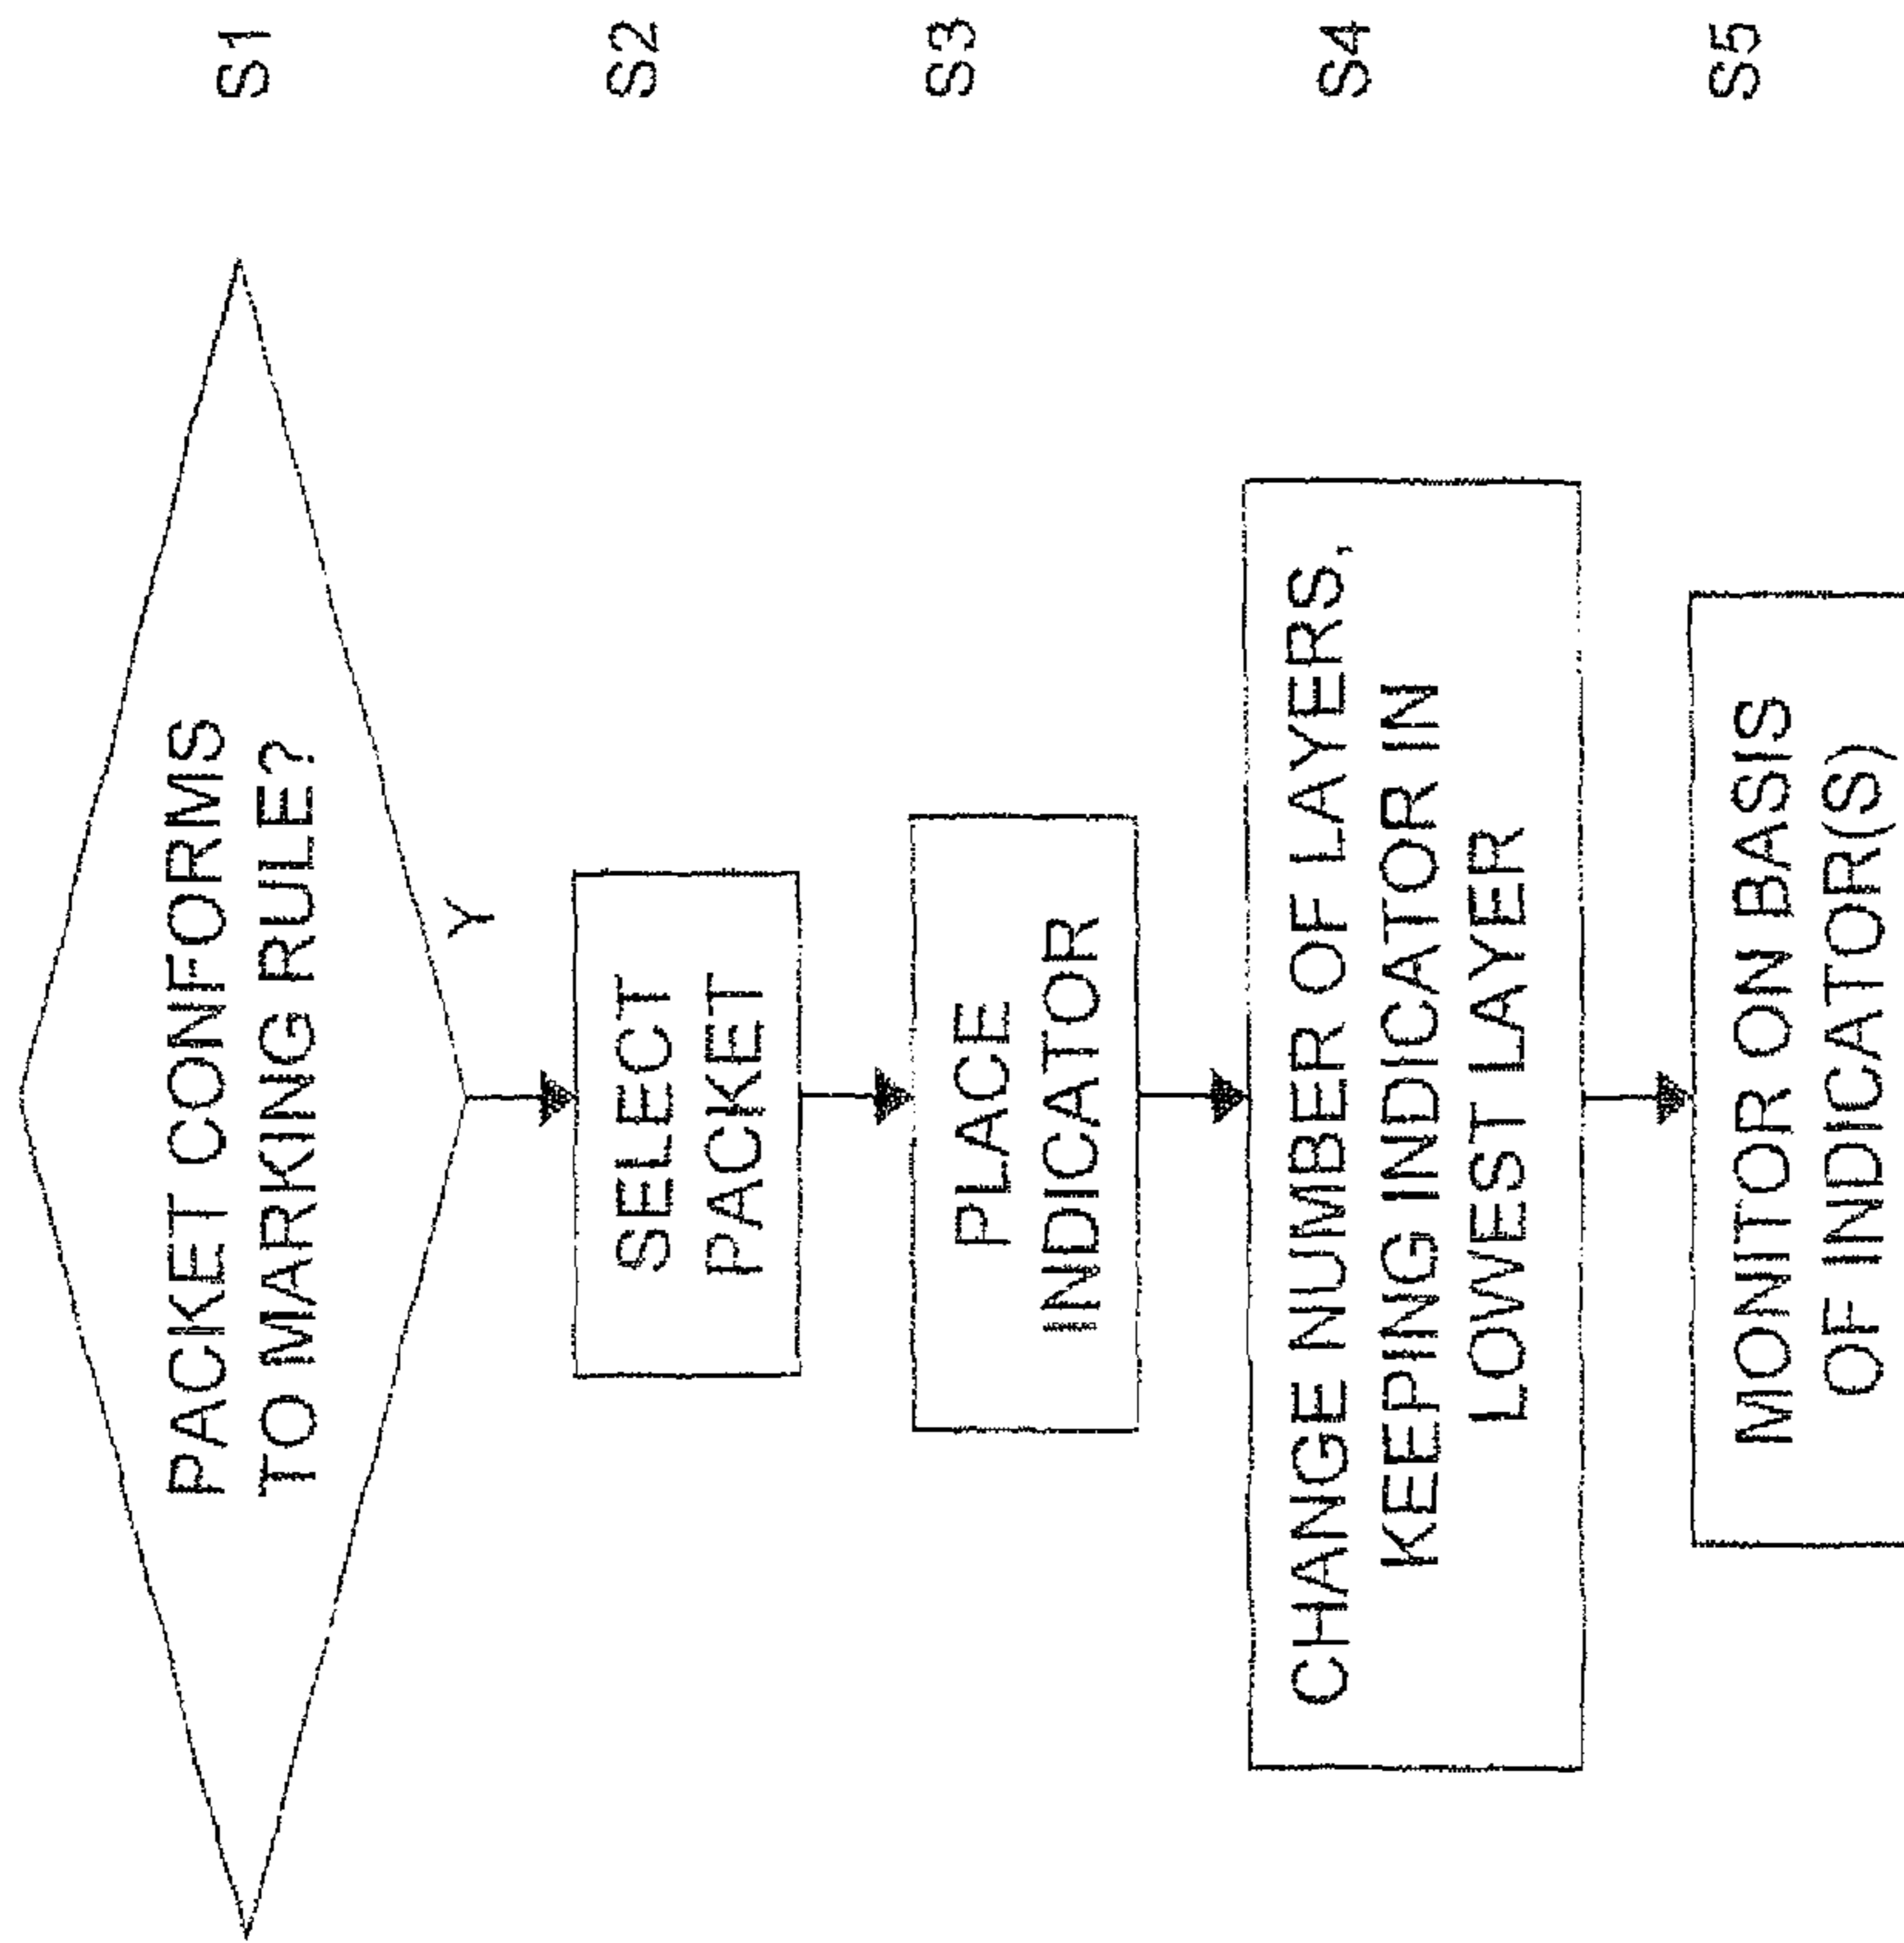 PACKET CONFORMS
TO MARKING RULE?
S1
Y
SELECT
PACKET
S2
PLACE
INDICATOR
S3
CHANGE NUMBER OF LAYERS,
KEEPING INDICATOR IN
LOWEST LAYER
S4
MONITOR ON BASIS
OF INDICATOR(S)
S5